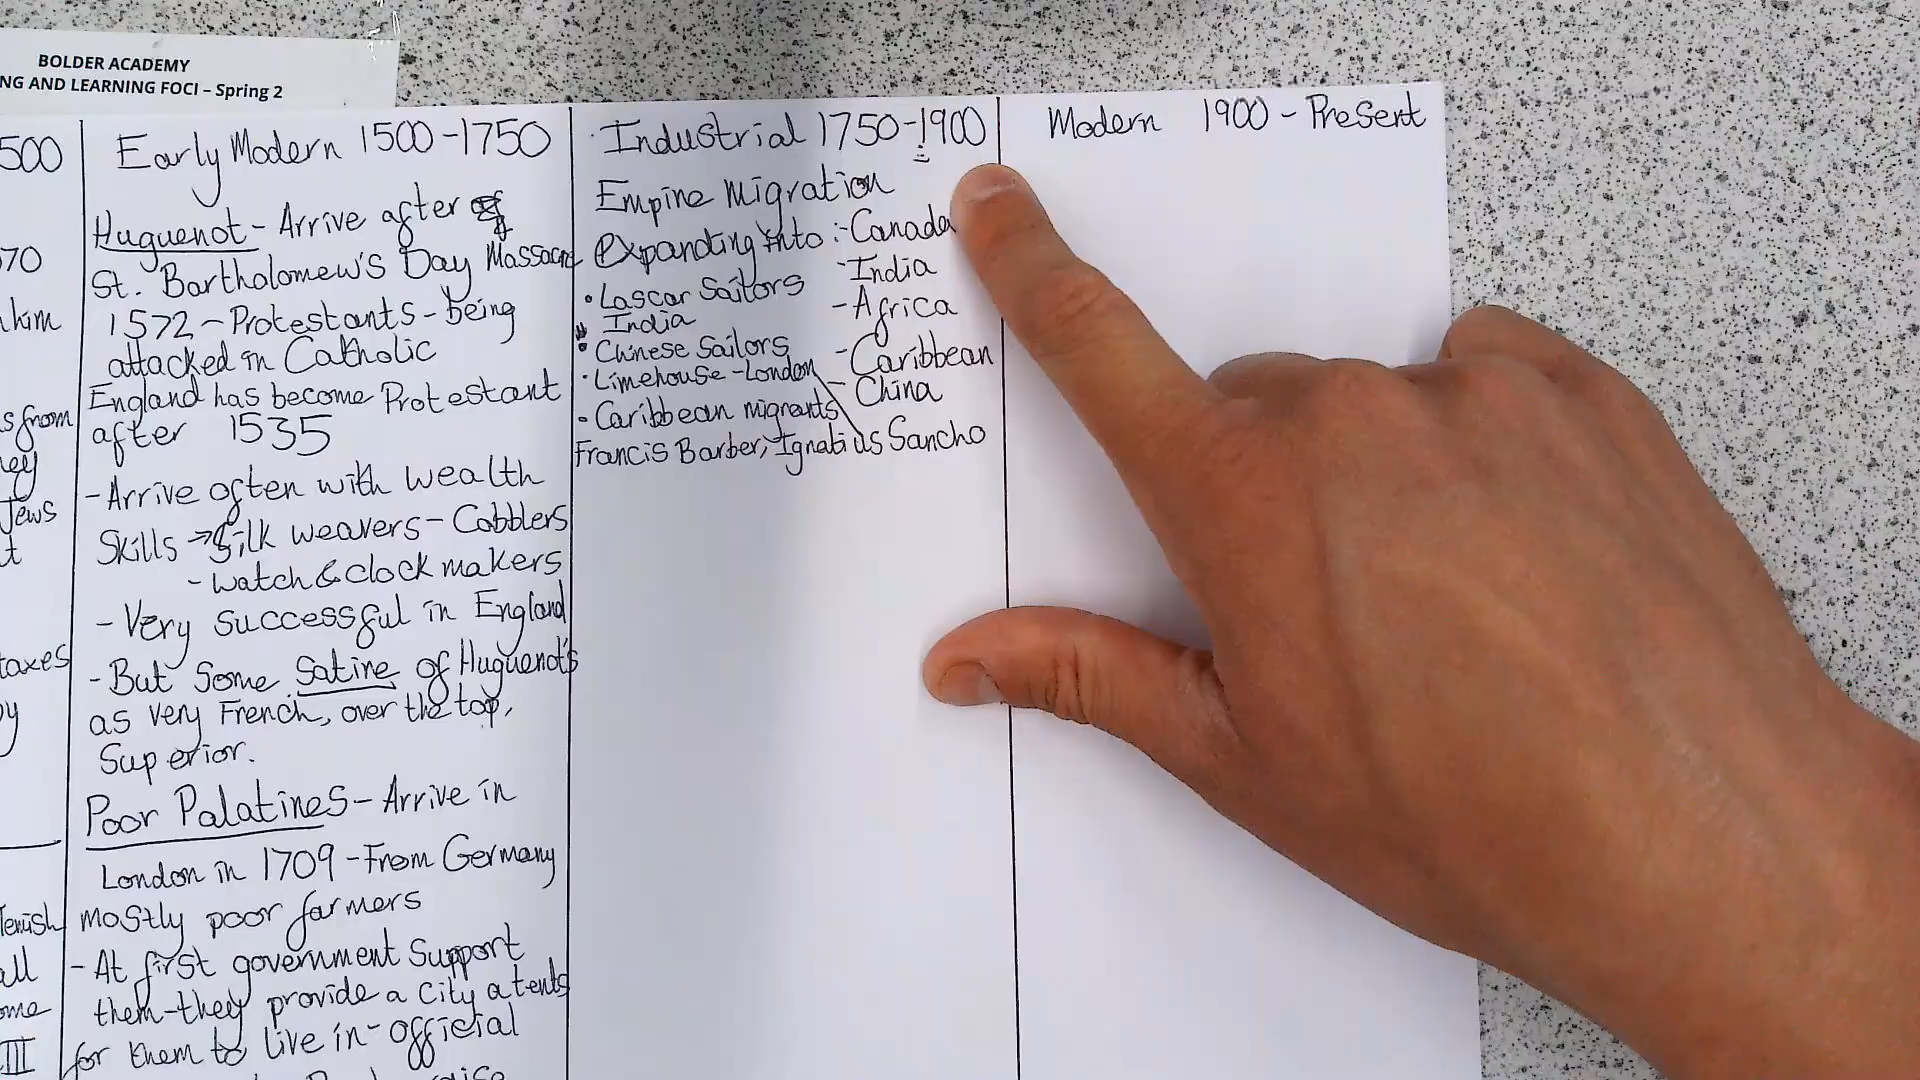 BOLDER ACADEMY
NG AND LEARNING FOCI – Spring 2
500
70
him
s from
ey
Jews
t
taxes
y
all
ome
III
Early Modern 1500-1750
Huguenot - Arrive after
St. Bartholomew's Day Massacre
1572 - Protestants - being
attacked in Catholic
England has become Protestant
after 1535
- Arrive often with wealth
Skills → Silk weavers - Cobblers
- watch & clock makers
- Very successful in England
- But some satire of Huguenot's
as very French, over the top,
Superior.
Poor Palatines - Arrive in
London in 1709 - From Germany
mostly poor farmers
- At first government support
them - they provide a city a tents
for them to live in - official
Industrial 1750-1900
Empire Migration
expanding into :- Canada
- India
- Africa
- Caribbean
- China
• Lascar Sailors
India
• Chinese Sailors
· Limehouse - London
- Caribbean migrants
Francis Barber, Ignatius Sancho
Modern 1900 - Present